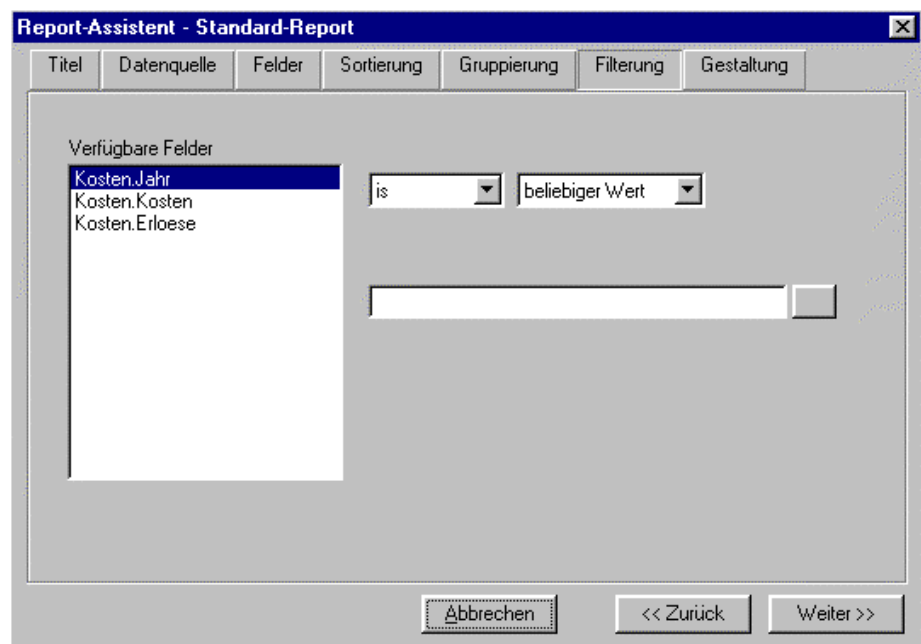 Report-Assistent - Standard-Report
Titel Datenquelle Felder Sortierung Gruppierung Filterung Gestaltung
Verfügbare Felder
Kosten.Jahr
is beliebiger Wert
Kosten.Kosten
Kosten.Erloese
Abbrechen << Zurück Weiter >>